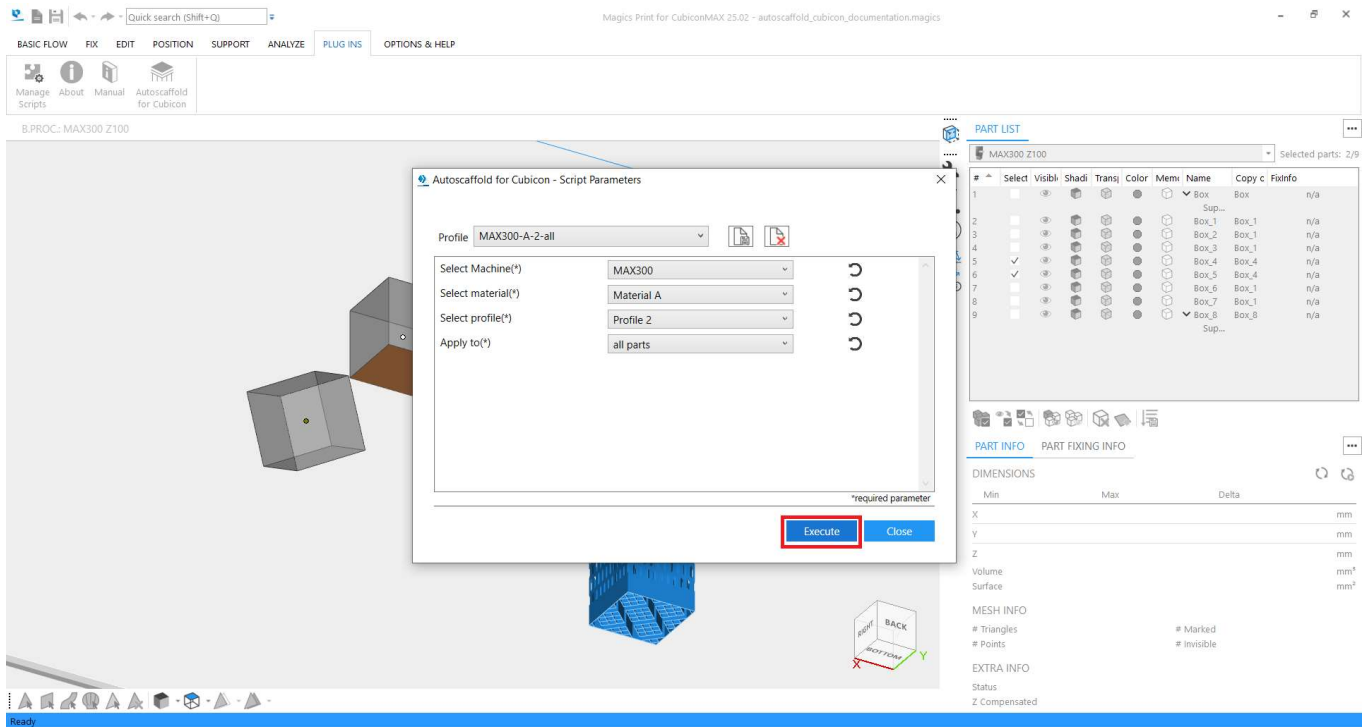 Quick search (Shift+Q)
Magics Print for CubiconMAX 25.02 - autoscaffold_cubicon_documentation.magics
BASIC FLOW FIX EDIT POSITION SUPPORT ANALYZE PLUG INS OPTIONS & HELP
Manage Scripts
About
Manual
Autoscaffold for Cubicon
B.PROC.: MAX300 Z100
Autoscaffold for Cubicon - Script Parameters
Profile MAX300-A-2-all
Select Machine(*) MAX300
Select material(*) Material A
Select profile(*) Profile 2
Apply to(*) all parts
*required parameter
Execute Close
RIGHT BACK BOTTOM
X Y
PART LIST
MAX300 Z100 Selected parts: 2/9
# Select Visibl Shadi Transp Color Memo Name Copy c FixInfo
1 Box Box n/a
Sup...
2 Box_1 Box_1 n/a
3 Box_2 Box_1 n/a
4 Box_3 Box_1 n/a
5 Box_4 Box_4 n/a
6 Box_5 Box_4 n/a
7 Box_6 Box_1 n/a
8 Box_7 Box_1 n/a
9 Box_8 Box_8 n/a
Sup...
PART INFO PART FIXING INFO
DIMENSIONS
Min Max Delta
X mm
Y mm
Z mm
Volume mm³
Surface mm²
MESH INFO
# Triangles # Marked
# Points # Invisible
EXTRA INFO
Status
Z Compensated
Ready